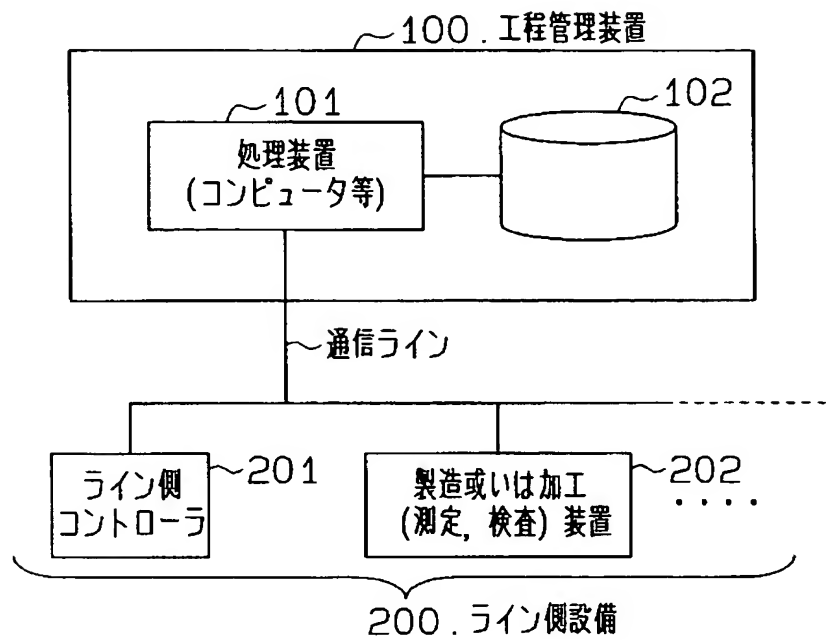 100．工程管理装置
101
102
処理装置
(コンピュータ等)
通信ライン
201
202
ライン側
コントローラ
製造或いは加工
(測定,検査)装置
････
200．ライン側設備